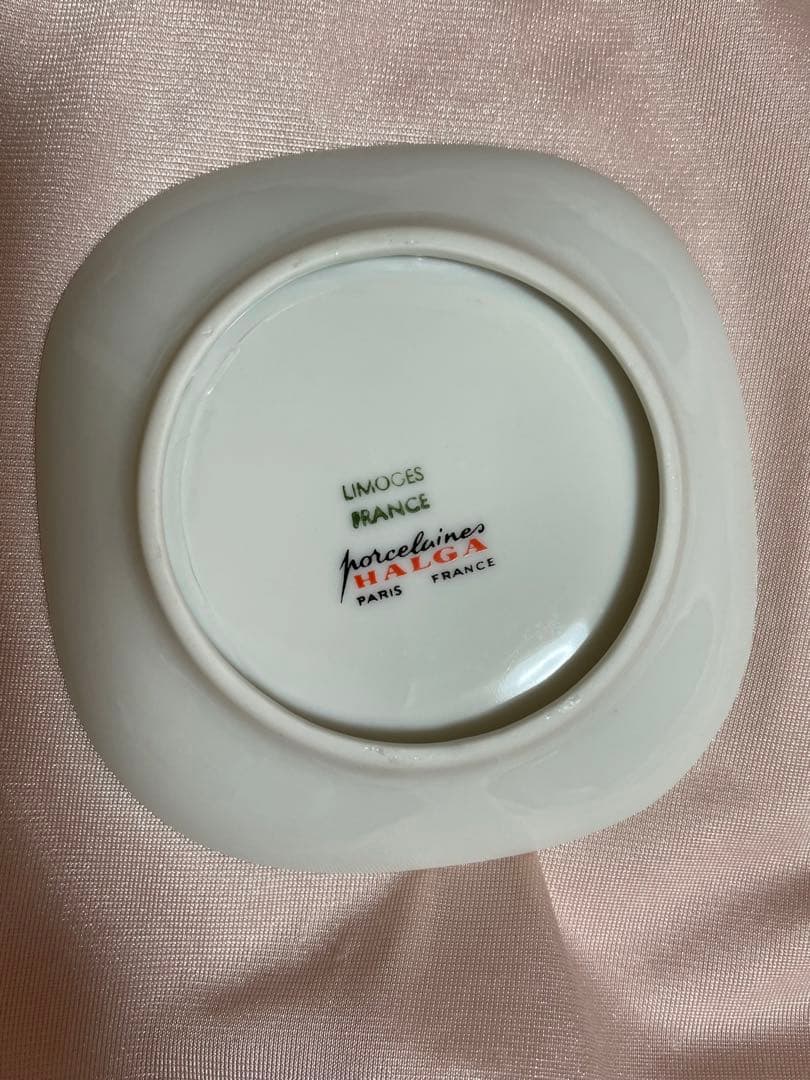 LIMOGES
FRANCE
porcelaines
HALGA
PARIS FRANCE